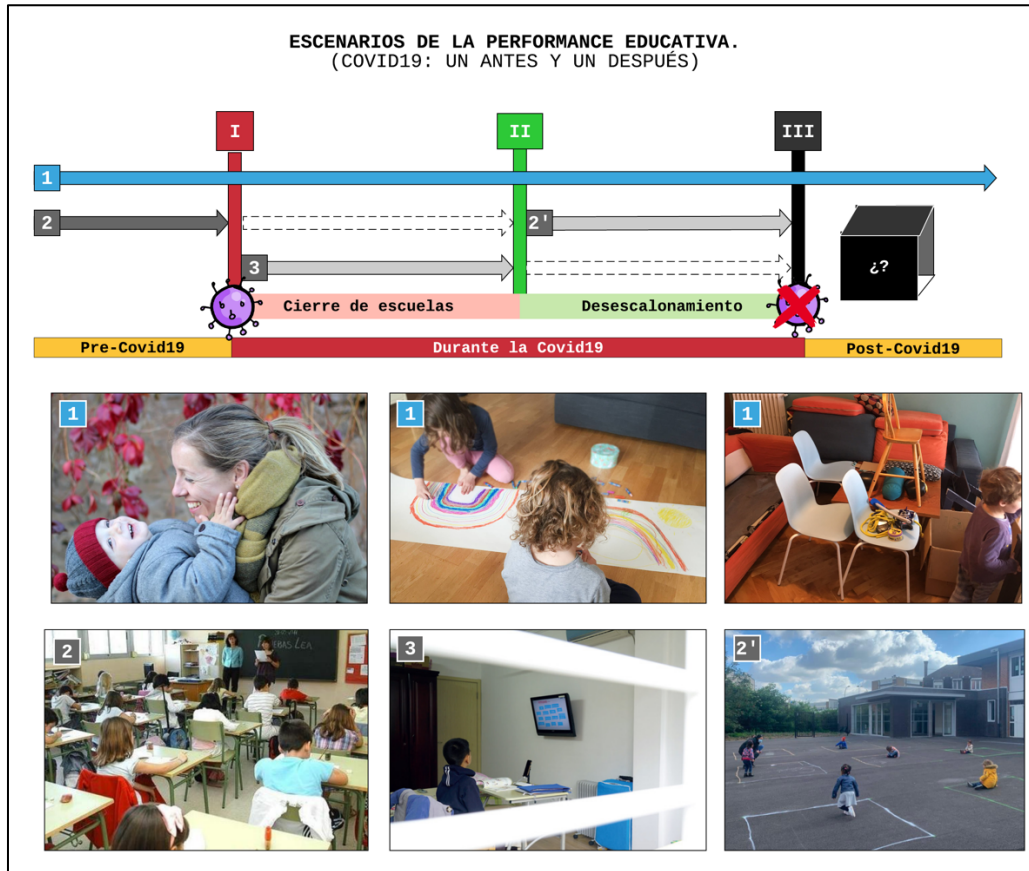 ESCENARIOS DE LA PERFORMANCE EDUCATIVA.
(COVID19: UN ANTES Y UN DESPUÉS)
I
II
III
1
2
2'
3
¿?
Cierre de escuelas
Desescalonamiento
Pre-Covid19
Durante la Covid19
Post-Covid19
1
1
1
2
3
2'